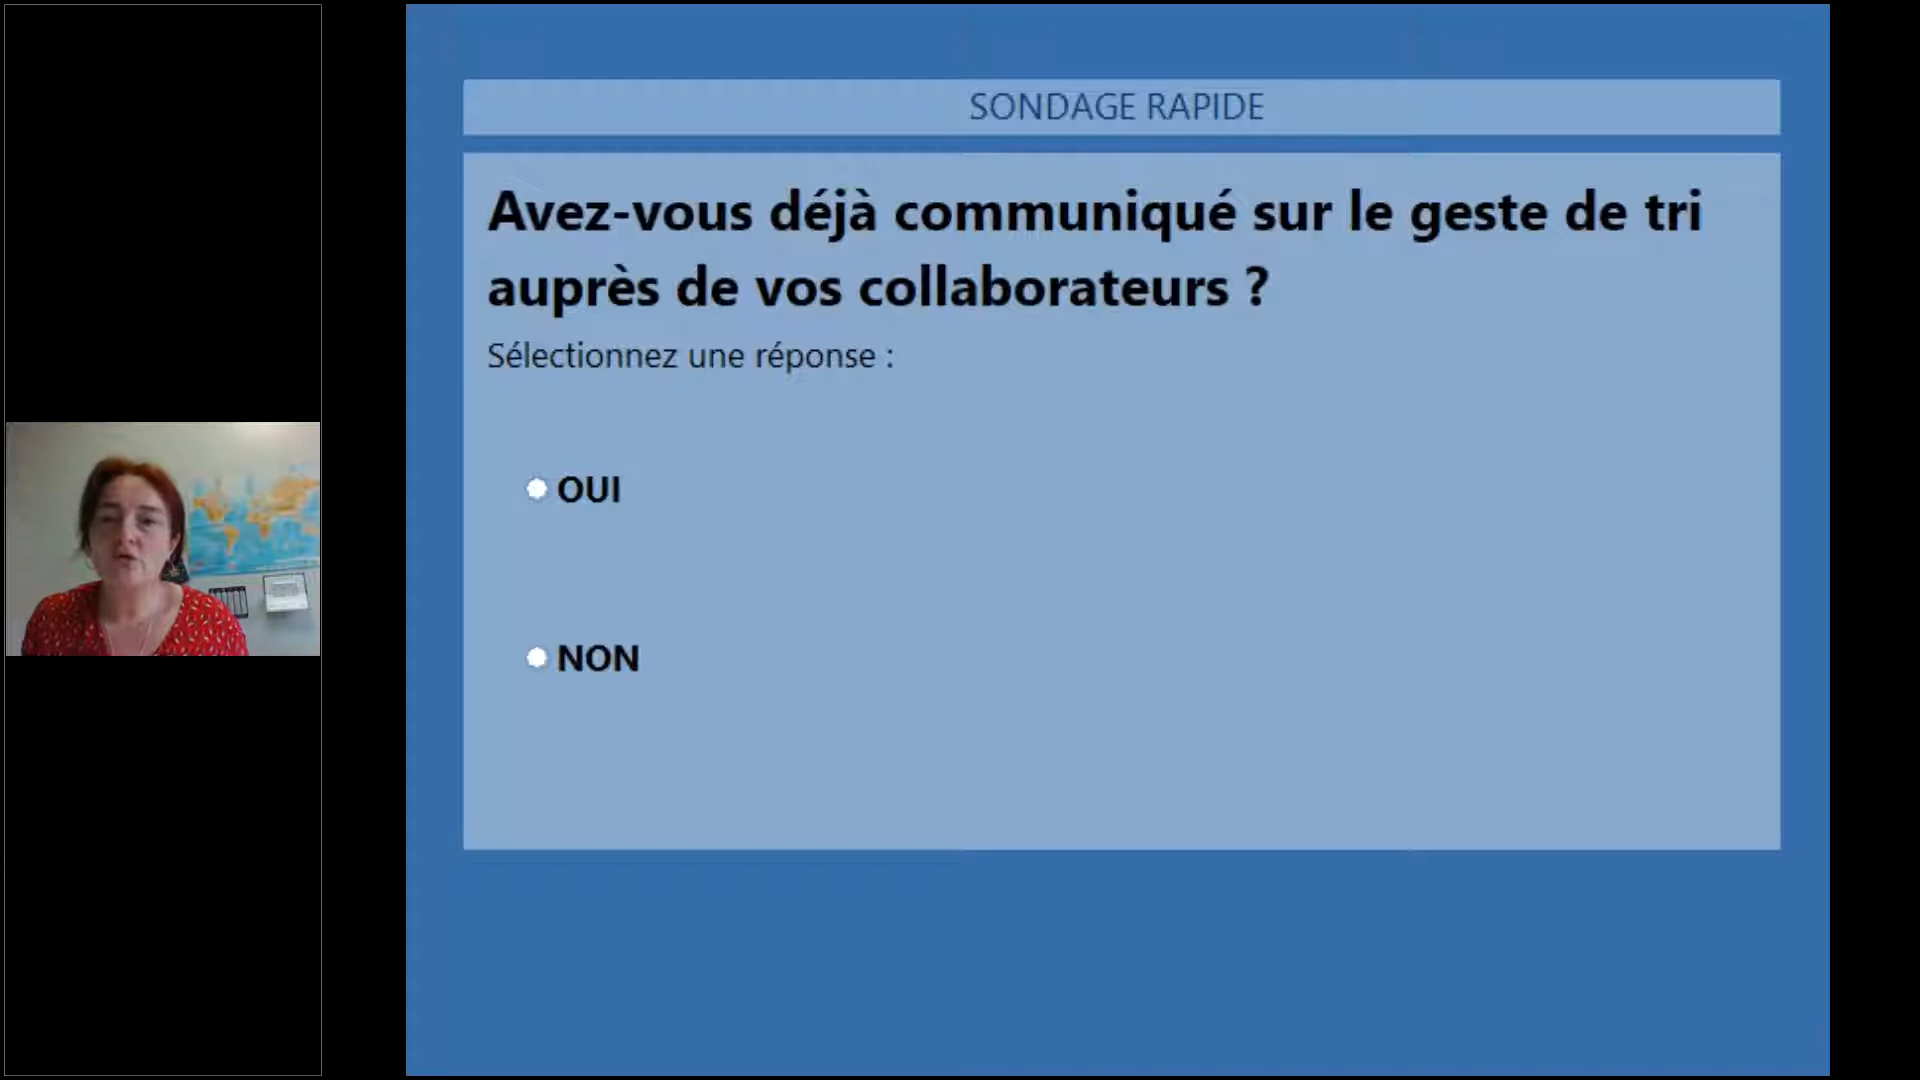 SONDAGE RAPIDE
Avez-vous déjà communiqué sur le geste de tri
auprès de vos collaborateurs ?
Sélectionnez une réponse :
OUI
NON